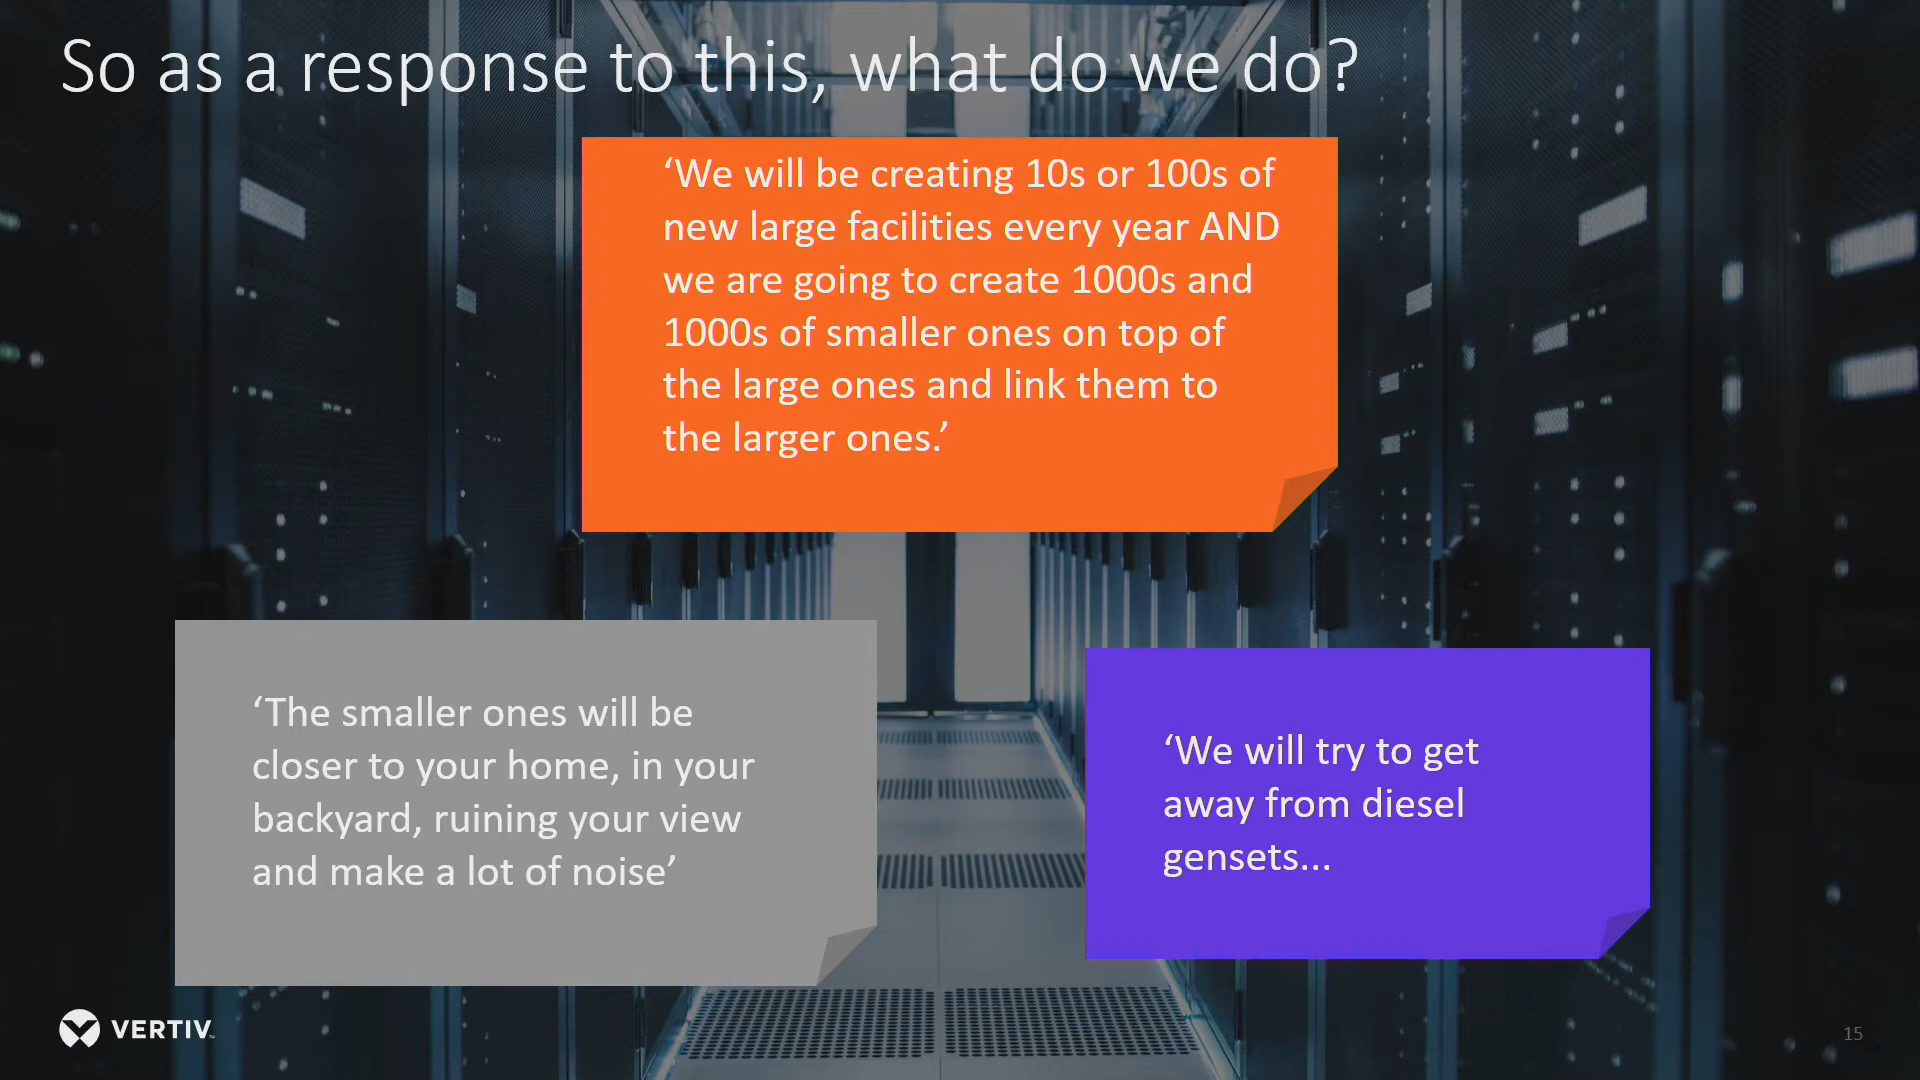 So as a response to this, what do we do?
‘We will be creating 10s or 100s of
new large facilities every year AND
we are going to create 1000s and
1000s of smaller ones on top of
the large ones and link them to
the larger ones.’
‘The smaller ones will be
closer to your home, in your
backyard, ruining your view
and make a lot of noise’
‘We will try to get
away from diesel
gensets...
VERTIV™
15